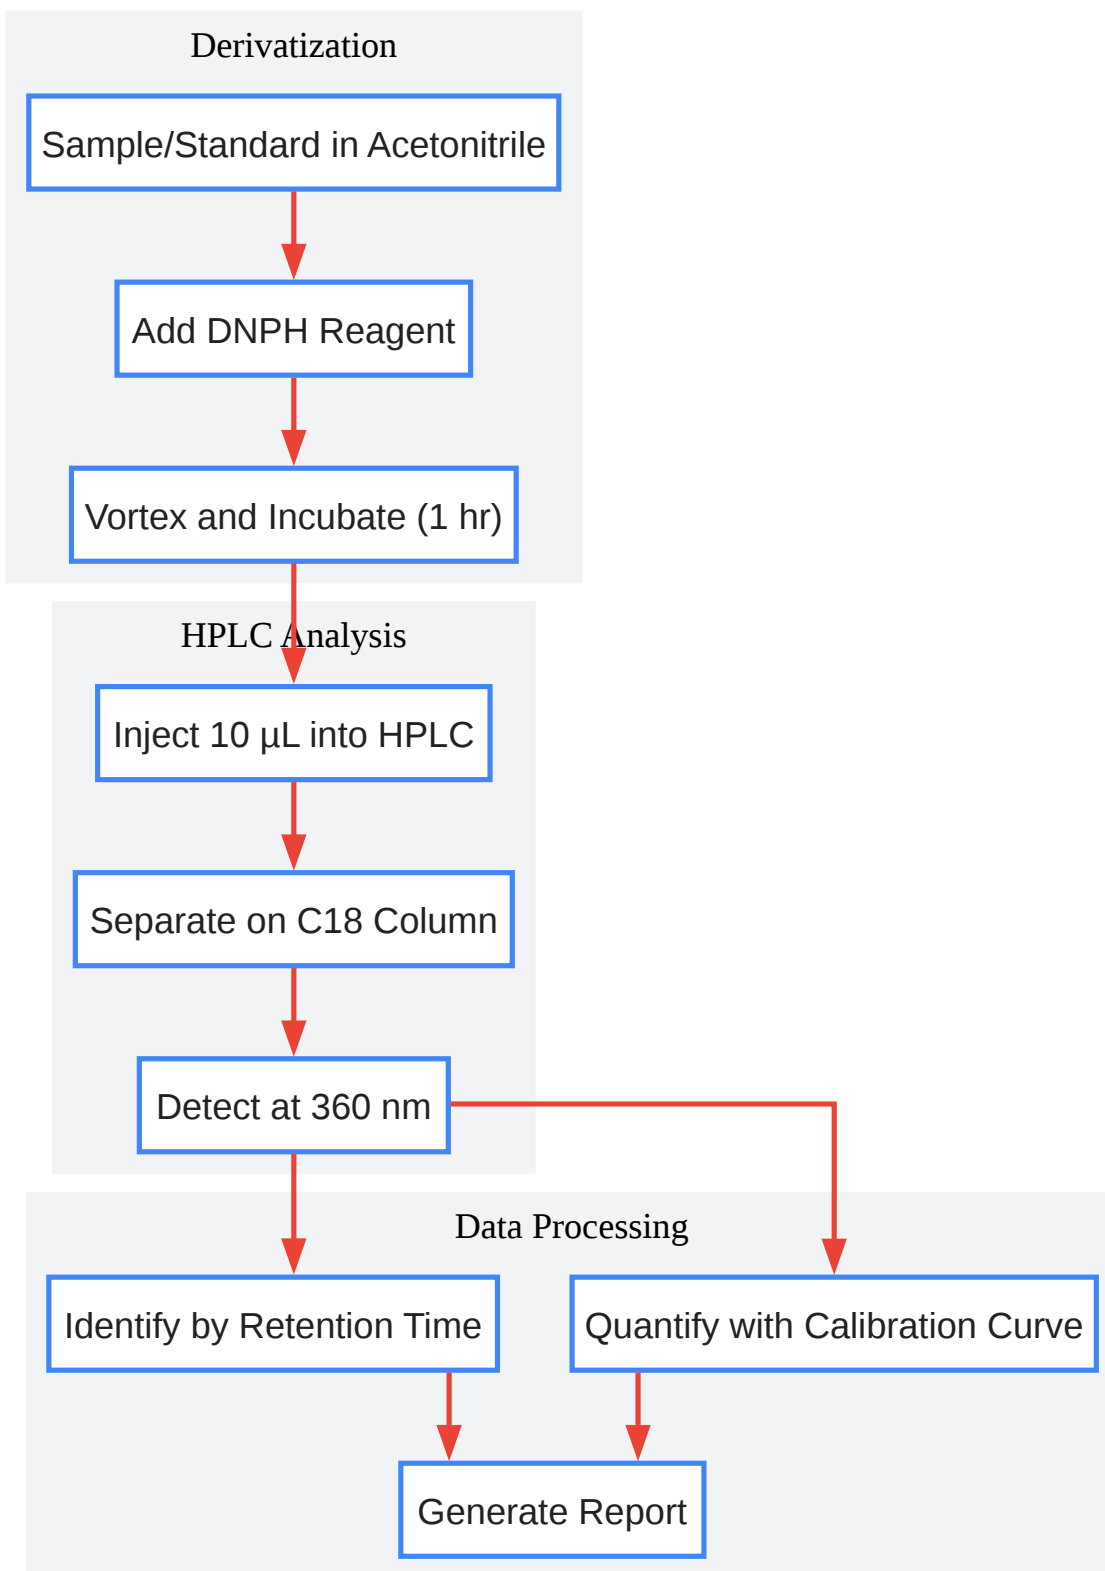 Derivatization
Sample/Standard in Acetonitrile
Add DNPH Reagent
Vortex and Incubate (1 hr)
HPLC Analysis
Inject 10 µL into HPLC
Separate on C18 Column
Detect at 360 nm
Data Processing
Identify by Retention Time
Quantify with Calibration Curve
Generate Report